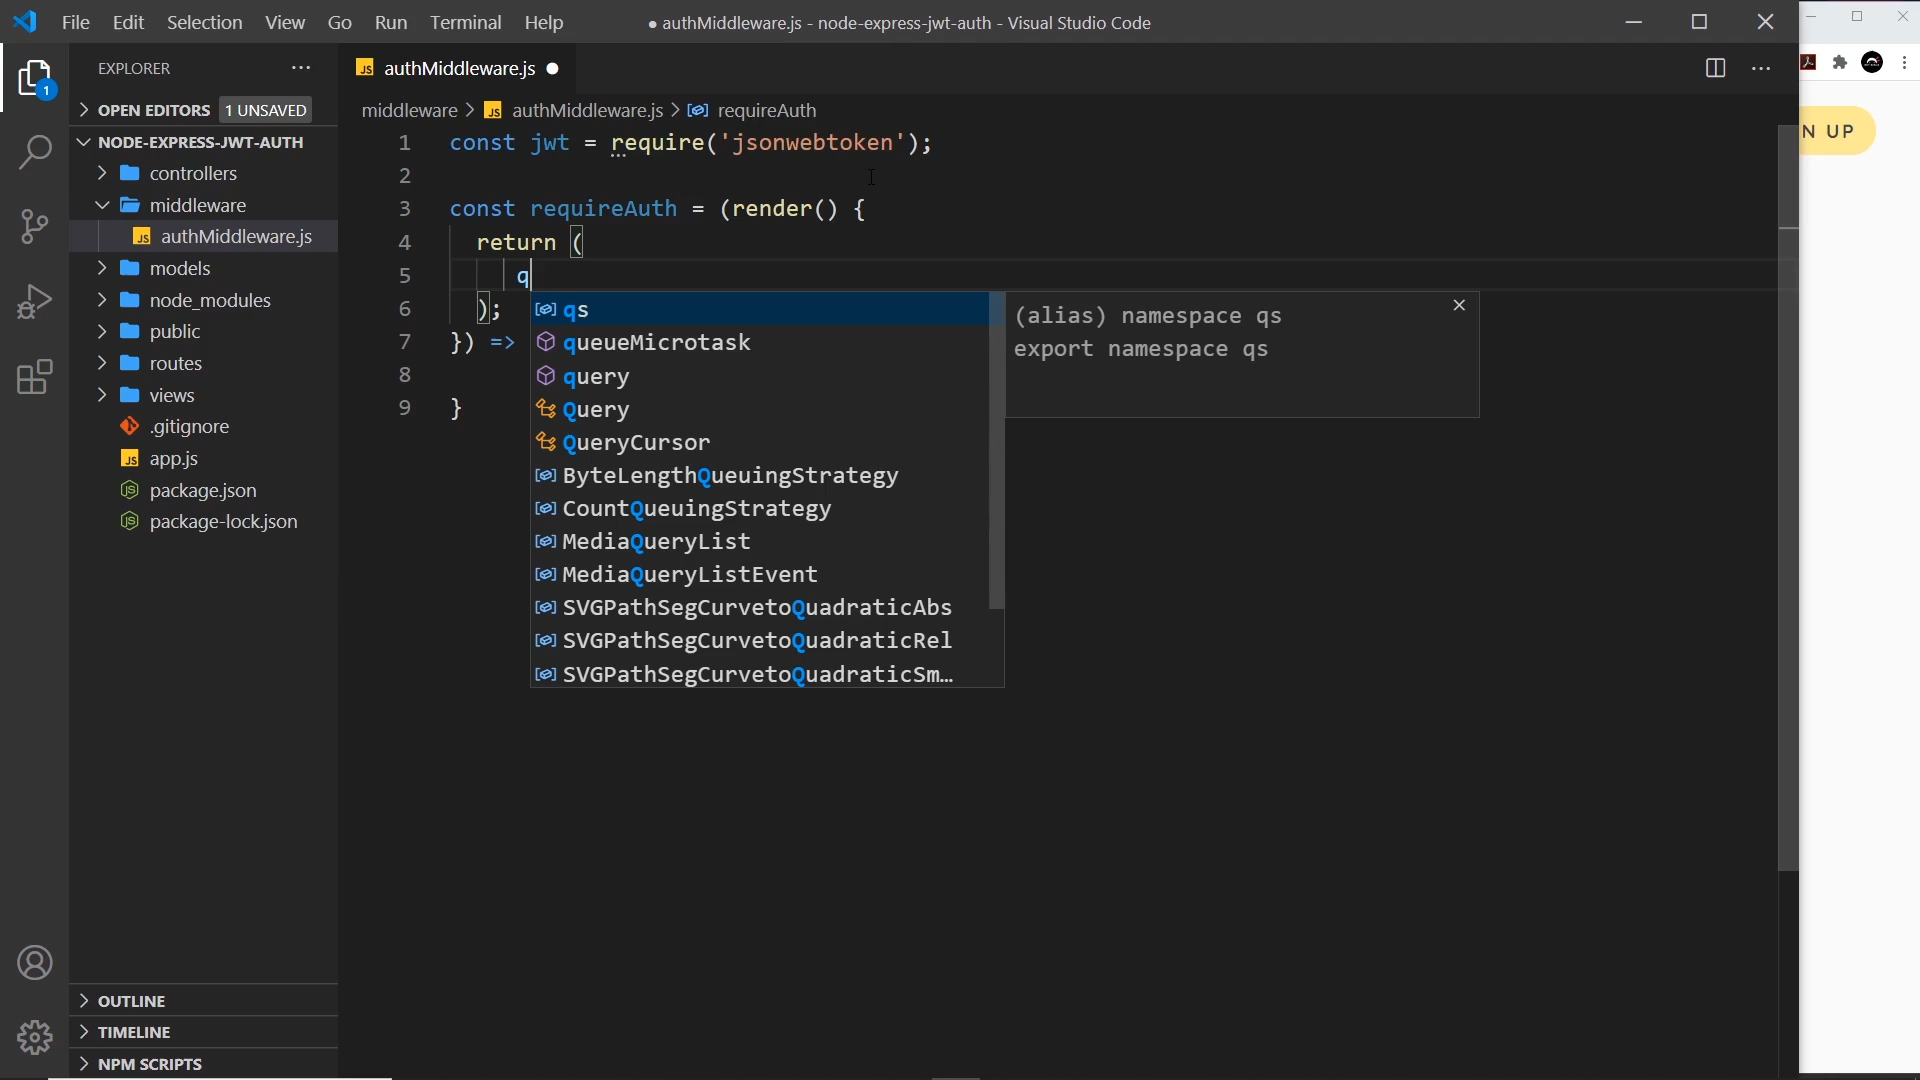 File Edit Selection View Go Run Terminal Help
● authMiddleware.js - node-express-jwt-auth - Visual Studio Code
EXPLORER
OPEN EDITORS 1 UNSAVED
NODE-EXPRESS-JWT-AUTH
controllers
middleware
authMiddleware.js
models
node_modules
public
routes
views
.gitignore
app.js
package.json
package-lock.json
OUTLINE
TIMELINE
NPM SCRIPTS
1
authMiddleware.js ●
middleware > authMiddleware.js > requireAuth
1 const jwt = require('jsonwebtoken');
2
3 const requireAuth = (render() {
4 return (
5 q
6 );
7 }) =>
8
9 }
qs
queueMicrotask
query
Query
QueryCursor
ByteLengthQueuingStrategy
CountQueuingStrategy
MediaQueryList
MediaQueryListEvent
SVGPathSegCurvetoQuadraticAbs
SVGPathSegCurvetoQuadraticRel
SVGPathSegCurvetoQuadraticSm…
(alias) namespace qs
export namespace qs
N UP